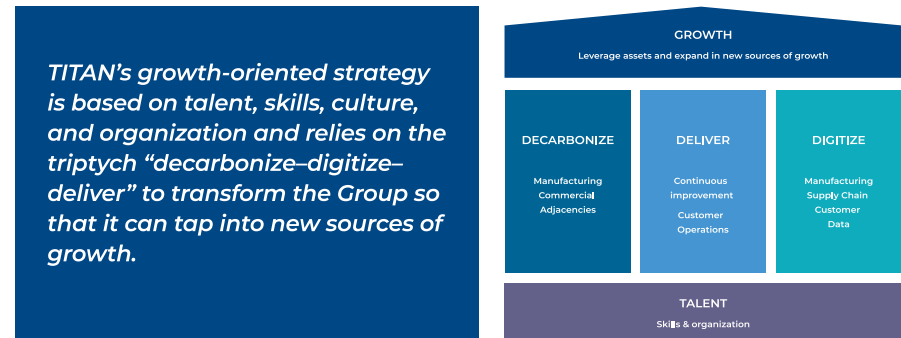 TITAN’s growth-oriented strategy
is based on talent, skills, culture,
and organization and relies on the
triptych “decarbonize–digitize–
deliver” to transform the Group so
that it can tap into new sources of
growth.
GROWTH
Leverage assets and expand in new sources of growth
DECARBONIZE
Manufacturing
Commercial
Adjacencies
DELIVER
Continuous
improvement
Customer
Operations
DIGITIZE
Manufacturing
Supply Chain
Customer
Data
TALENT
Skills & organization